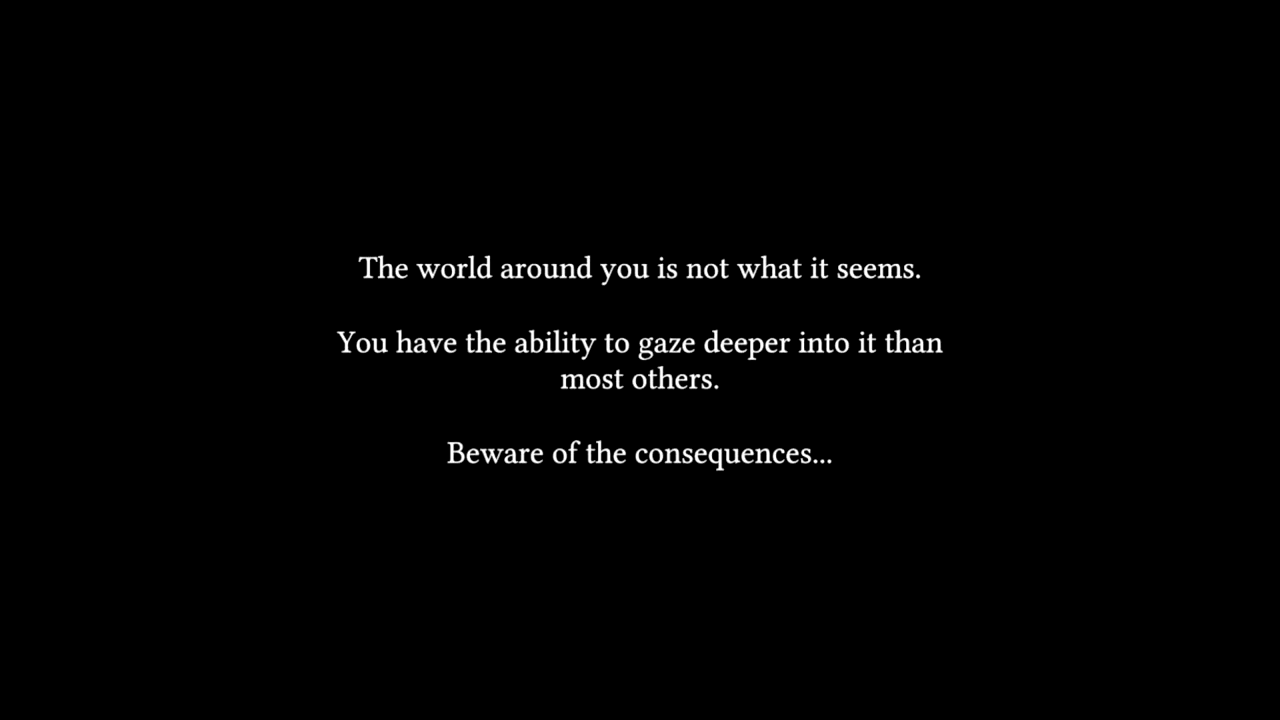 The world around you is not what it seems.
You have the ability to gaze deeper into it than
most others.
Beware of the consequences...